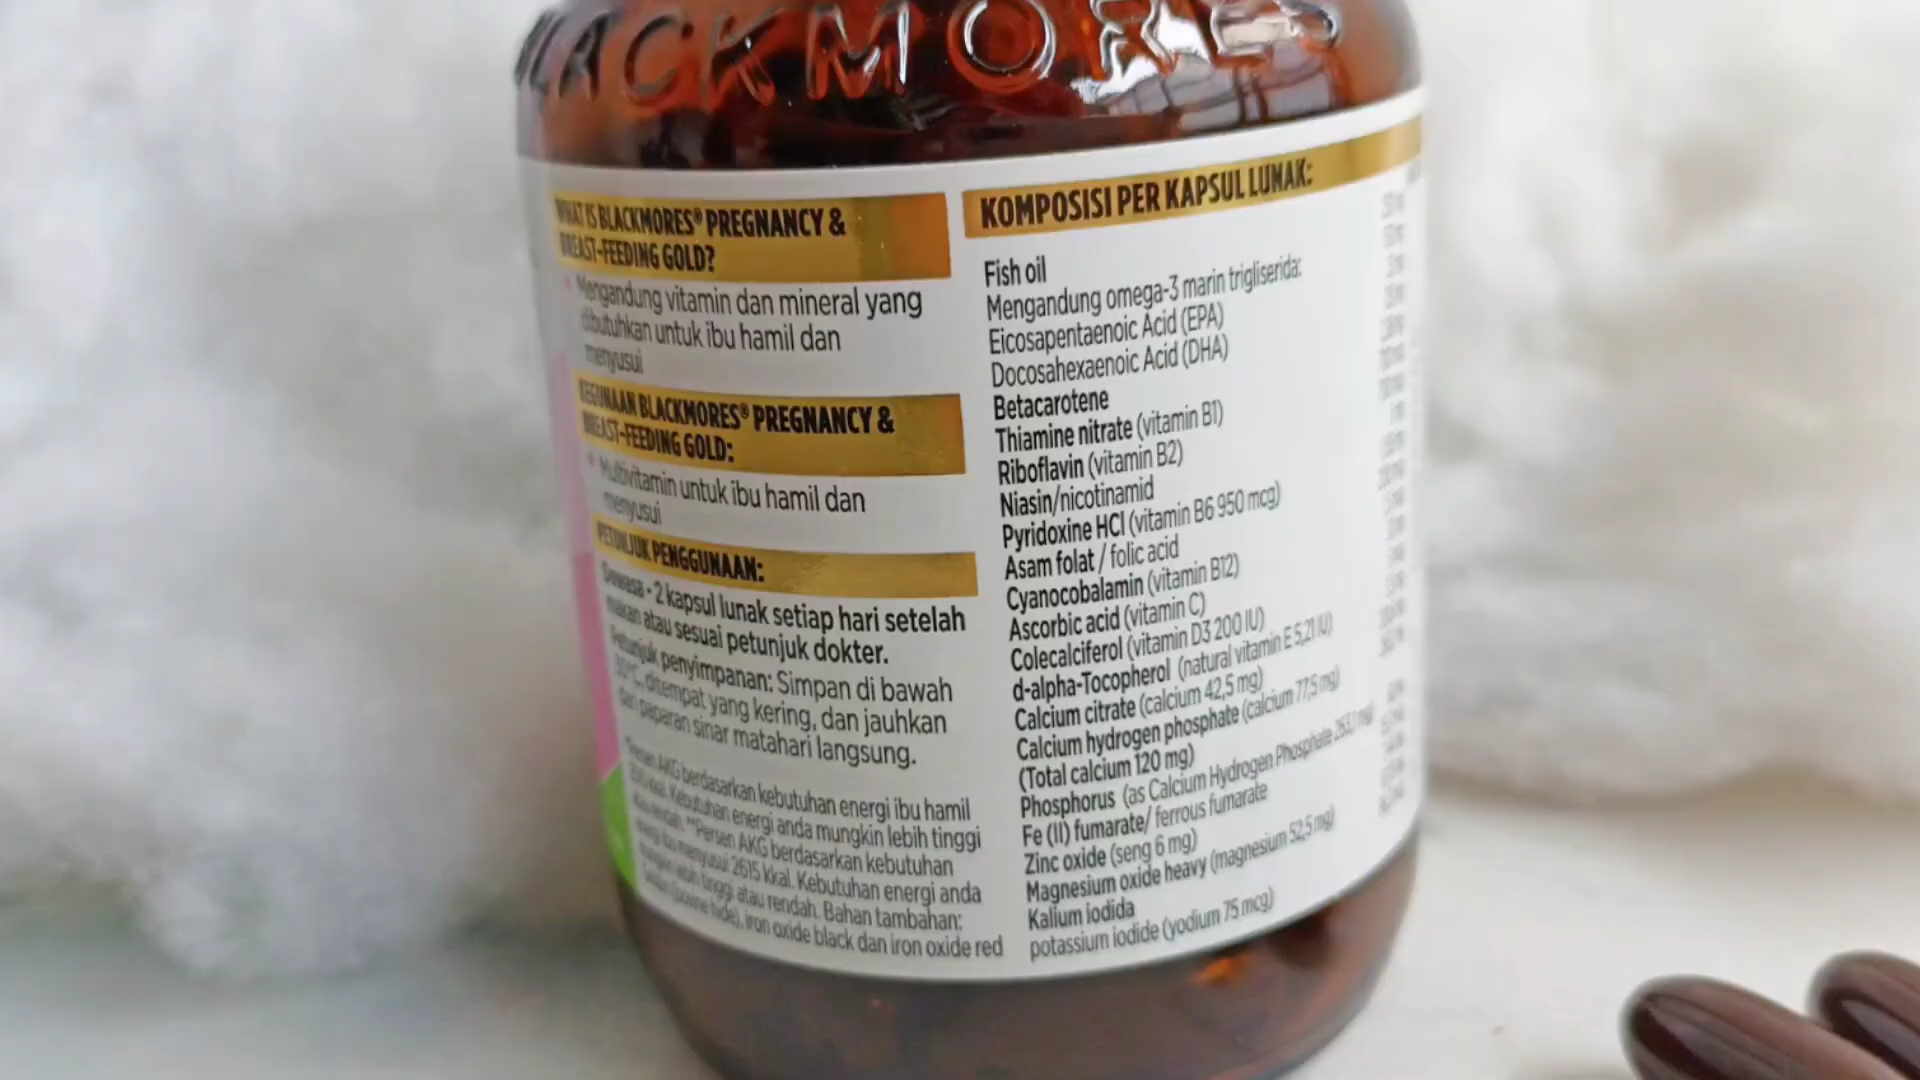 BLACKMORES
WHAT IS BLACKMORES® PREGNANCY &
BREAST-FEEDING GOLD?
Mengandung vitamin dan mineral yang
dibutuhkan untuk ibu hamil dan
menyusui
KEGUNAAN BLACKMORES® PREGNANCY &
BREAST-FEEDING GOLD:
Multivitamin untuk ibu hamil dan
menyusui
PETUNJUK PENGGUNAAN:
Dewasa - 2 kapsul lunak setiap hari setelah
makan atau sesuai petunjuk dokter.
Petunjuk penyimpanan: Simpan di bawah
30°C, ditempat yang kering, dan jauhkan
dari paparan sinar matahari langsung.
*Persen AKG berdasarkan kebutuhan energi ibu hamil
kkal. Kebutuhan energi anda mungkin lebih tinggi
atau rendah. **Persen AKG berdasarkan kebutuhan
energi ibu menyusui 2615 kkal. Kebutuhan energi anda
mungkin lebih tinggi atau rendah. Bahan tambahan:
Gelatin (bovine hide), iron oxide black dan iron oxide red
KOMPOSISI PER KAPSUL LUNAK:
Fish oil
Mengandung omega-3 marin trigliserida:
Eicosapentaenoic Acid (EPA)
Docosahexaenoic Acid (DHA)
Betacarotene
Thiamine nitrate (vitamin B1)
Riboflavin (vitamin B2)
Niasin/nicotinamid
Pyridoxine HCl (vitamin B6 950 mcg)
Asam folat / folic acid
Cyanocobalamin (vitamin B12)
Ascorbic acid (vitamin C)
Colecalciferol (vitamin D3 200 IU)
d-alpha-Tocopherol (natural vitamin E 5,21 IU)
Calcium citrate (calcium 42,5 mg)
Calcium hydrogen phosphate (calcium 77,5 mg)
(Total calcium 120 mg)
Phosphorus (as Calcium Hydrogen Phosphate 263,1 mg)
Fe (II) fumarate/ ferrous fumarate
Zinc oxide (seng 6 mg)
Magnesium oxide heavy (magnesium 52,5 mg)
Kalium iodida
potassium iodide (yodium 75 mcg)